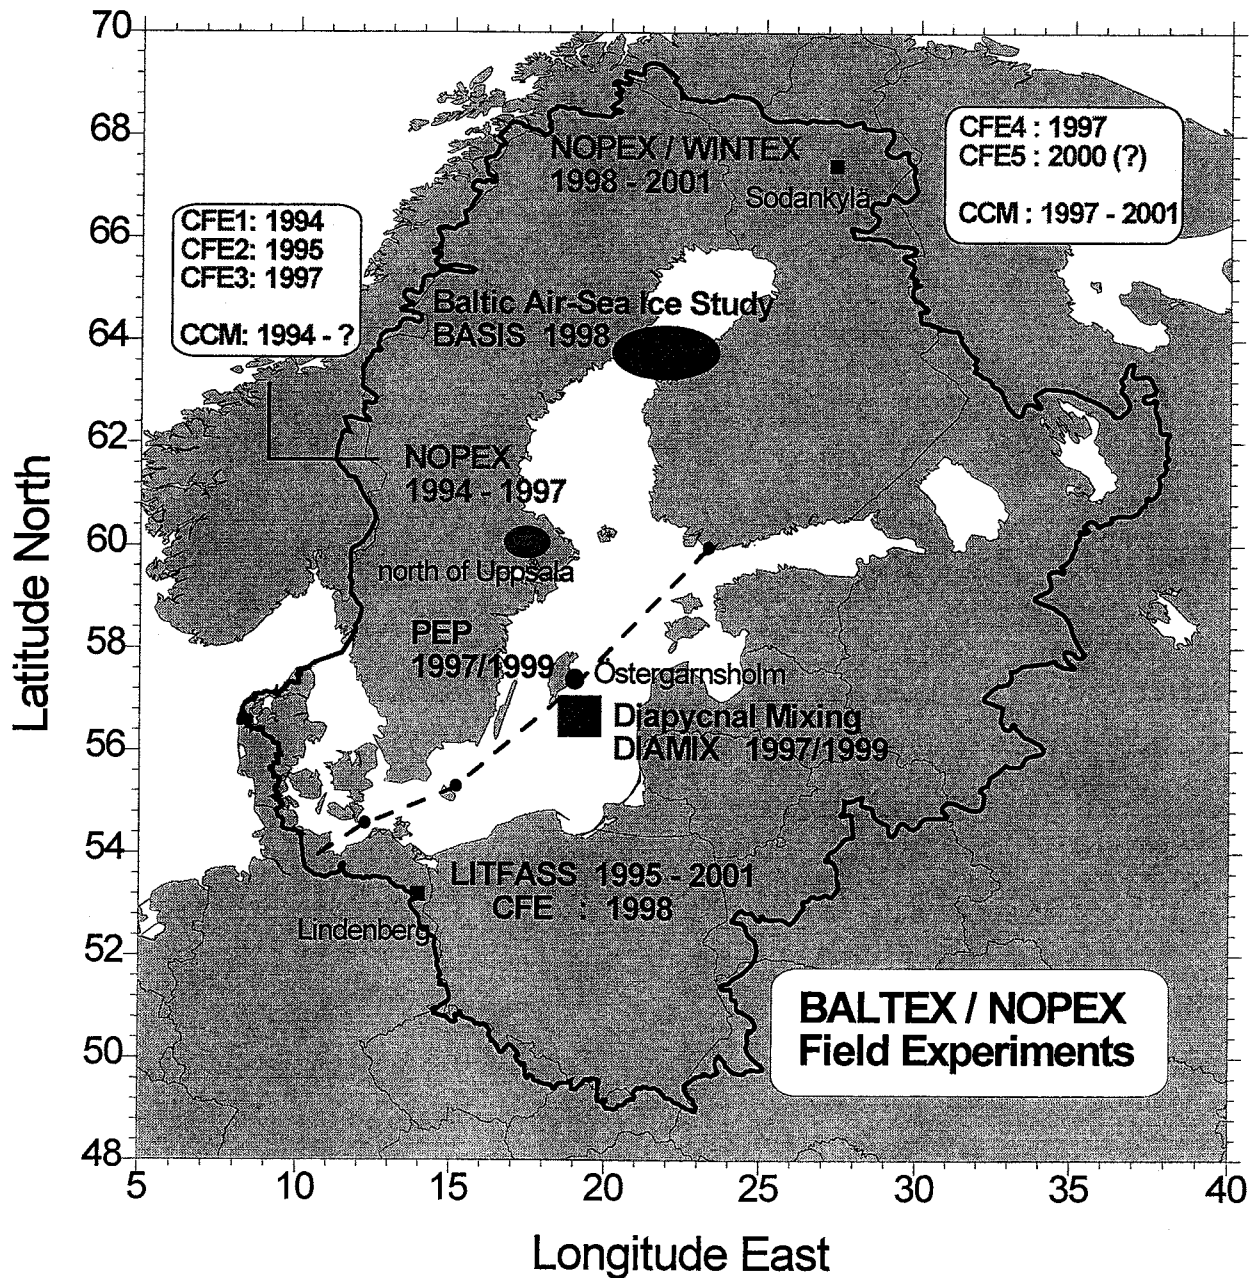 70
68
66
64
62
60
58
56
54
52
50
48
Latitude North
CFE1: 1994
CFE2: 1995
CFE3: 1997
CCM: 1994 - ?
NOPEX / WINTEX
1998 - 2001
Sodankylä
CFE4 : 1997
CFE5 : 2000 (?)
CCM : 1997 - 2001
Baltic Air-Sea Ice Study
BASIS 1998
NOPEX
1994 - 1997
north of Uppsala
PEP
1997/1999
Östergarnsholm
Diapycnal Mixing
DIAMIX 1997/1999
LITFASS 1995 - 2001
CFE : 1998
Lindenberg
BALTEX / NOPEX
Field Experiments
5 10 15 20 25 30 35 40
Longitude East